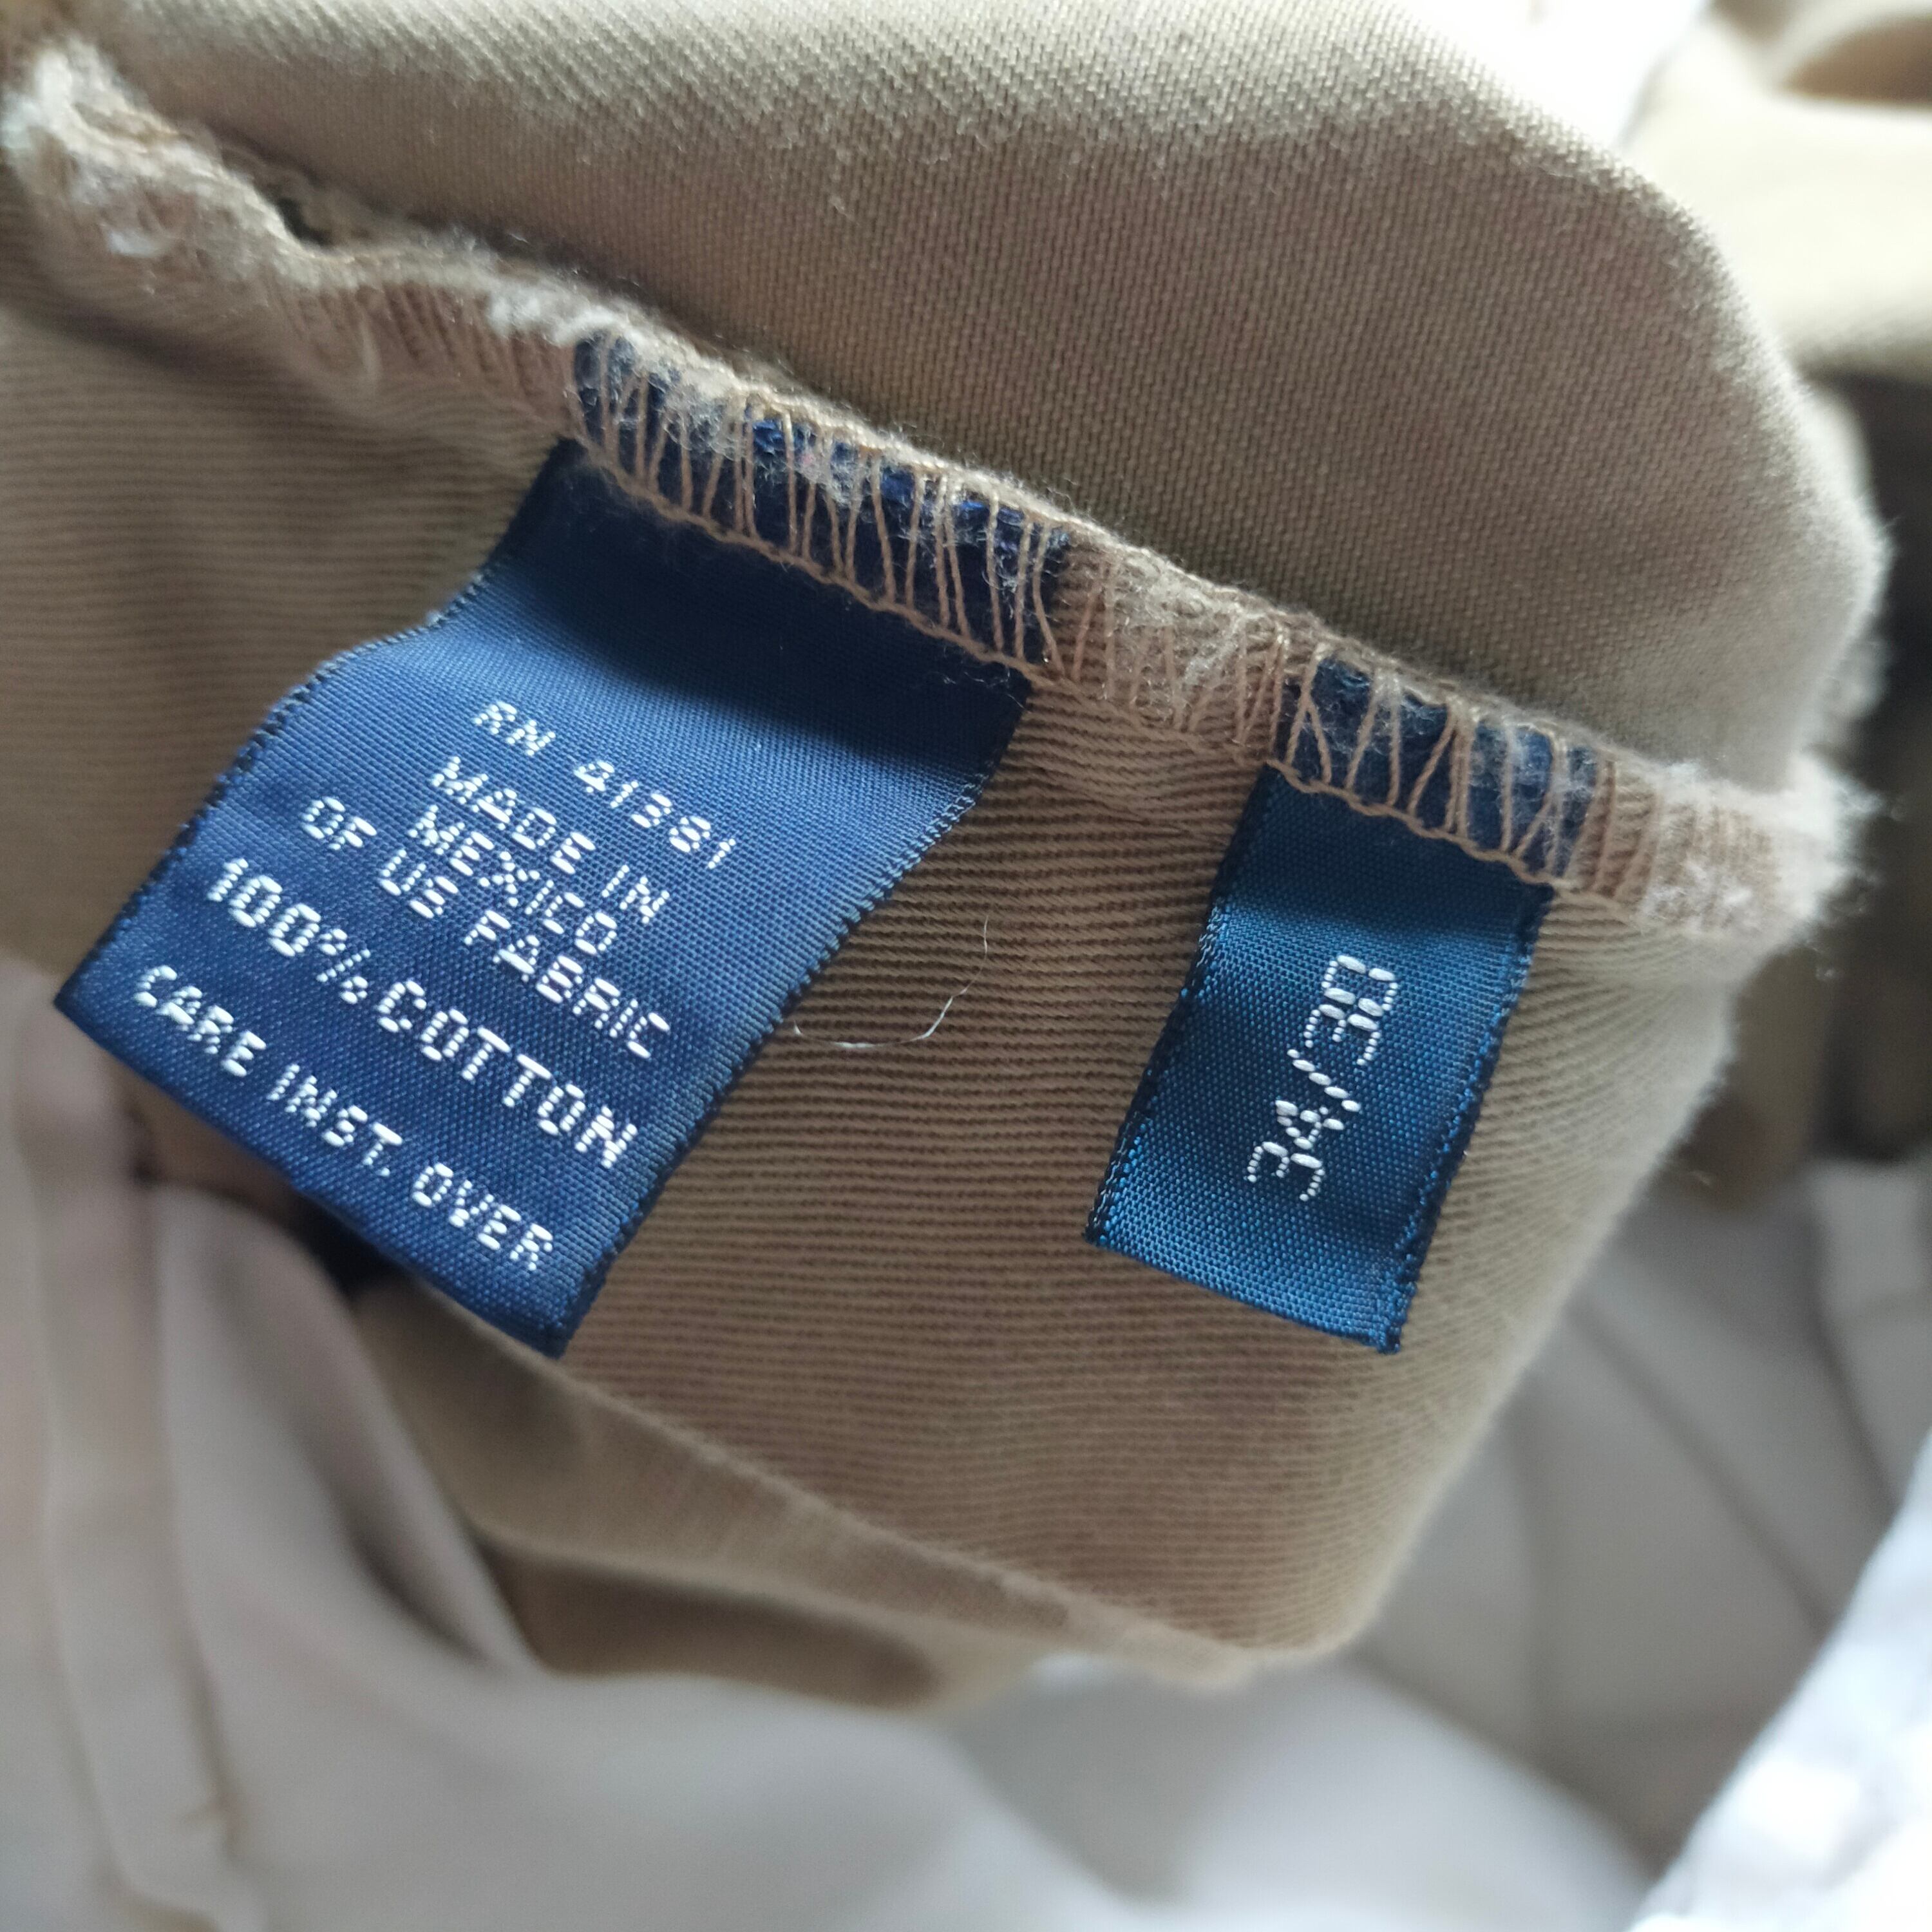 RN 41381
MADE IN
MEXICO
OF US FABRIC
100% COTTON
CARE INST. OVER
34/30